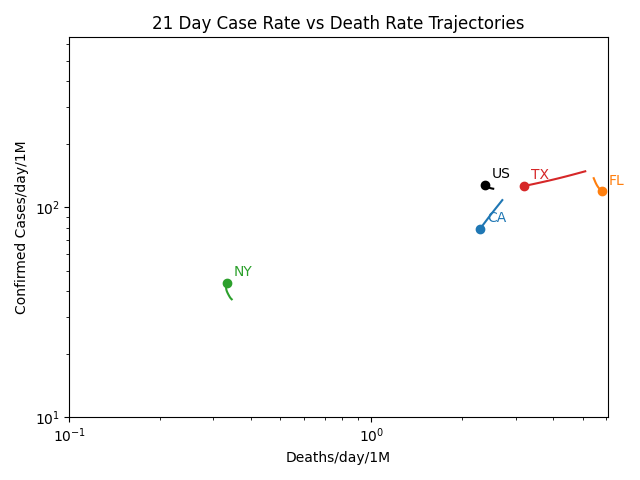 21 Day Case Rate vs Death Rate Trajectories
Confirmed Cases/day/1M
10²
10¹
US
TX
FL
CA
NY
10⁻¹
10⁰
Deaths/day/1M